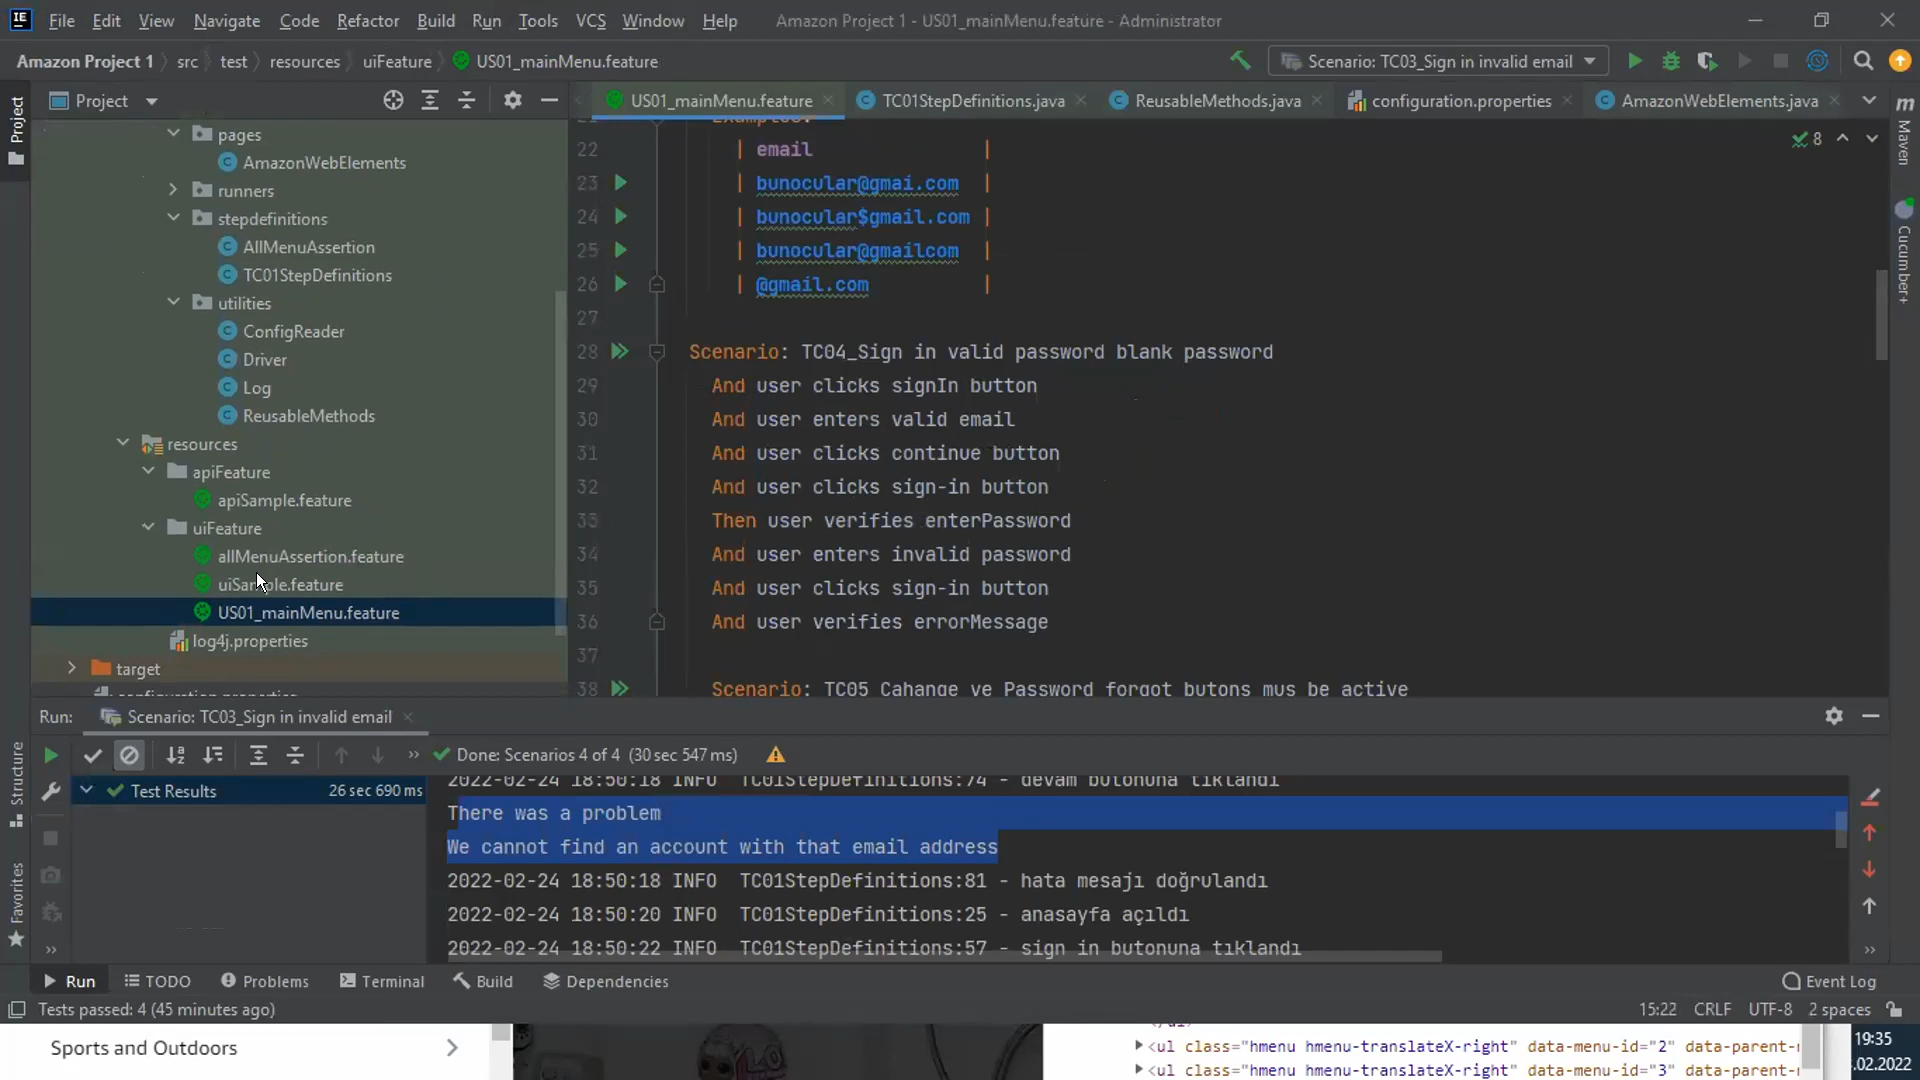 IE File Edit View Navigate Code Refactor Build Run Tools VCS Window Help Amazon Project 1 - US01_mainMenu.feature - Administrator
Amazon Project 1 src test resources uiFeature US01_mainMenu.feature Scenario: TC03_Sign in invalid email
Project
US01_mainMenu.feature TC01StepDefinitions.java ReusableMethods.java configuration.properties AmazonWebElements.java
Project
Structure
Favorites
Maven
Cucumber+
pages
AmazonWebElements
runners
stepdefinitions
AllMenuAssertion
TC01StepDefinitions
utilities
ConfigReader
Driver
Log
ReusableMethods
resources
apiFeature
apiSample.feature
uiFeature
allMenuAssertion.feature
uiSample.feature
US01_mainMenu.feature
log4j.properties
target
configuration.properties
8
21 Examples:
22 | email |
23 | bunocular@gmai.com |
24 | bunocular$gmail.com |
25 | bunocular@gmailcom |
26 | @gmail.com |
27
28 Scenario: TC04_Sign in valid password blank password
29 And user clicks signIn button
30 And user enters valid email
31 And user clicks continue button
32 And user clicks sign-in button
33 Then user verifies enterPassword
34 And user enters invalid password
35 And user clicks sign-in button
36 And user verifies errorMessage
37
38 Scenario: TC05 Cahange ve Password forgot butons mus be active
Run: Scenario: TC03_Sign in invalid email
Done: Scenarios 4 of 4 (30 sec 547 ms)
Test Results 26 sec 690 ms
2022-02-24 18:50:18 INFO TC01StepDefinitions:74 - devam butonuna tıklandı
There was a problem
We cannot find an account with that email address
2022-02-24 18:50:18 INFO TC01StepDefinitions:81 - hata mesajı doğrulandı
2022-02-24 18:50:20 INFO TC01StepDefinitions:25 - anasayfa açıldı
2022-02-24 18:50:22 INFO TC01StepDefinitions:57 - sign in butonuna tıklandı
Run TODO Problems Terminal Build Dependencies Event Log
Tests passed: 4 (45 minutes ago) 15:22 CRLF UTF-8 2 spaces
Sports and Outdoors
</ul>
<ul class="hmenu hmenu-translateX-right" data-menu-id="2" data-parent-
<ul class="hmenu hmenu-translateX-right" data-menu-id="3" data-parent-
19:35
.02.2022